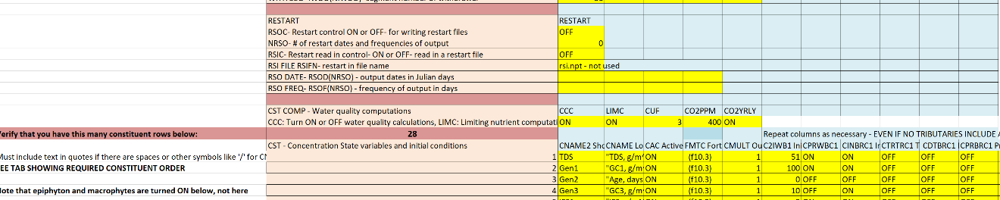 RESTART RESTART
RSOC- Restart control ON or OFF- for writing restart files OFF
NRSO- # of restart dates and frequencies of output 0
RSIC- Restart read in control- ON or OFF- read in a restart file OFF
RSI FILE RSIFN- restart in file name rsi.npt - not used
RSO DATE- RSOD(NRSO) - output dates in Julian days
RSO FREQ- RSOF(NRSO) - frequency of output in days
CST COMP - Water quality computations CCC LIMC CUF CO2PPM CO2YRLY
CCC: Turn ON or OFF water quality calculations, LIMC: Limiting nutrient computati ON ON 3 400 ON
Verify that you have this many constituent rows below: 28 Repeat columns as necessary - EVEN IF NO TRIBUTARIES INCLUDE A
Must include text in quotes if there are spaces or other symbols like '/' for CN CST - Concentration State variables and initial conditions CNAME2 Sho CNAME Lo CAC Active FMTC Fort CMULT Ou C2IWB1 In CPRWBC1 CINBRC1 In CTRTRC1 T CDTBRC1 CPRBRC1 P
1 TDS "TDS, g/m^ ON (f10.3) 1 51 ON ON OFF OFF OFF
EE TAB SHOWING REQUIRED CONSTITUENT ORDER 2 Gen1 "GC1, g/m^ ON (f10.3) 1 100 ON ON OFF OFF OFF
3 Gen2 "Age, days ON (f10.3) 1 0 OFF OFF OFF OFF OFF
Note that epiphyton and macrophytes are turned ON below, not here 4 Gen3 "GC3, g/m^ ON (f10.3) 1 10 ON OFF OFF OFF OFF